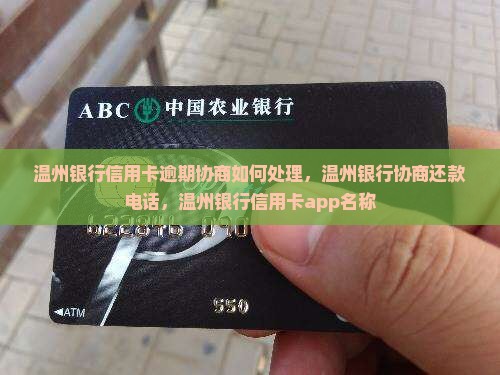 ABC 中国农业银行
温州银行信用卡逾期协商如何处理，温州银行协商还款
电话，温州银行信用卡app名称
622846 070
550
◀ATM